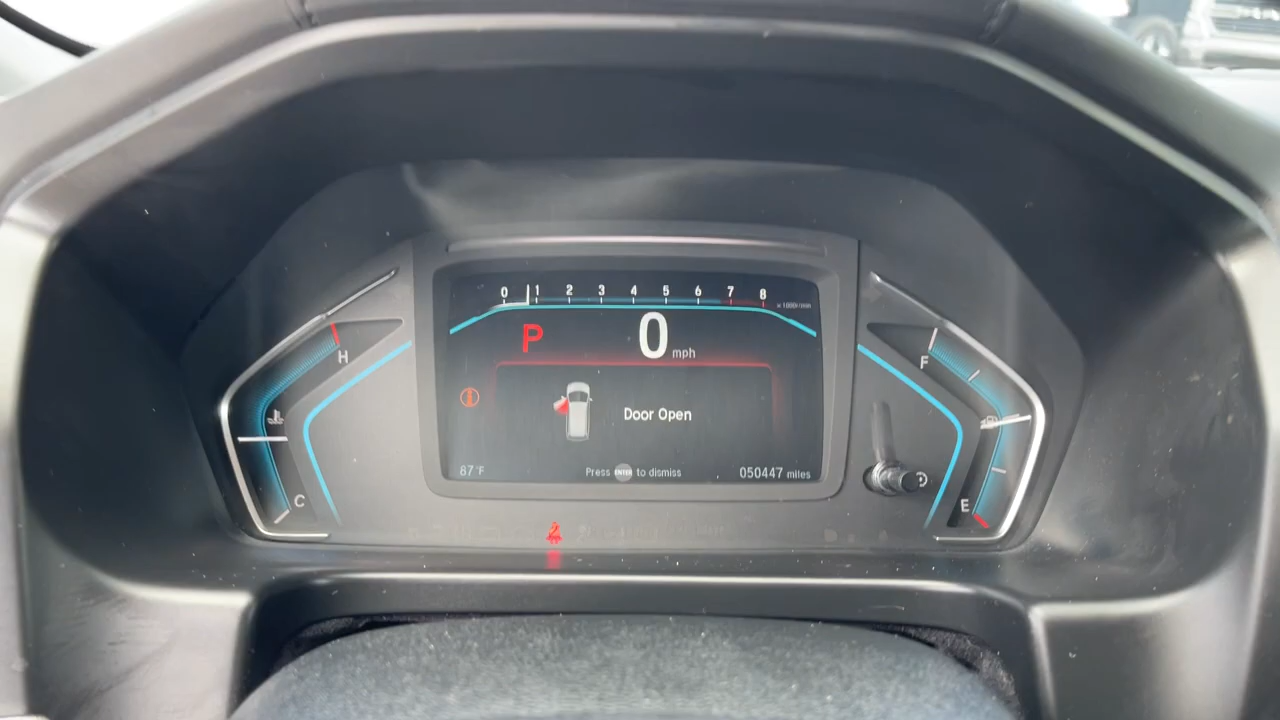 0 1 2 3 4 5 6 7 8
x 1000r/min
P 0 mph
H
F
Door Open
C
E
87°F
Press ENTER to dismiss
050447 miles